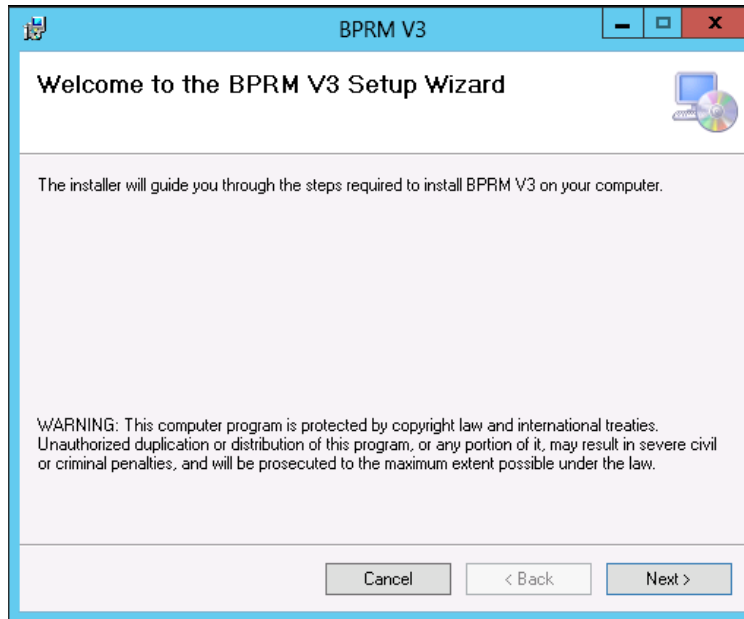 BPRM V3
Welcome to the BPRM V3 Setup Wizard
The installer will guide you through the steps required to install BPRM V3 on your computer.
WARNING: This computer program is protected by copyright law and international treaties.
Unauthorized duplication or distribution of this program, or any portion of it, may result in severe civil
or criminal penalties, and will be prosecuted to the maximum extent possible under the law.
Cancel < Back Next >